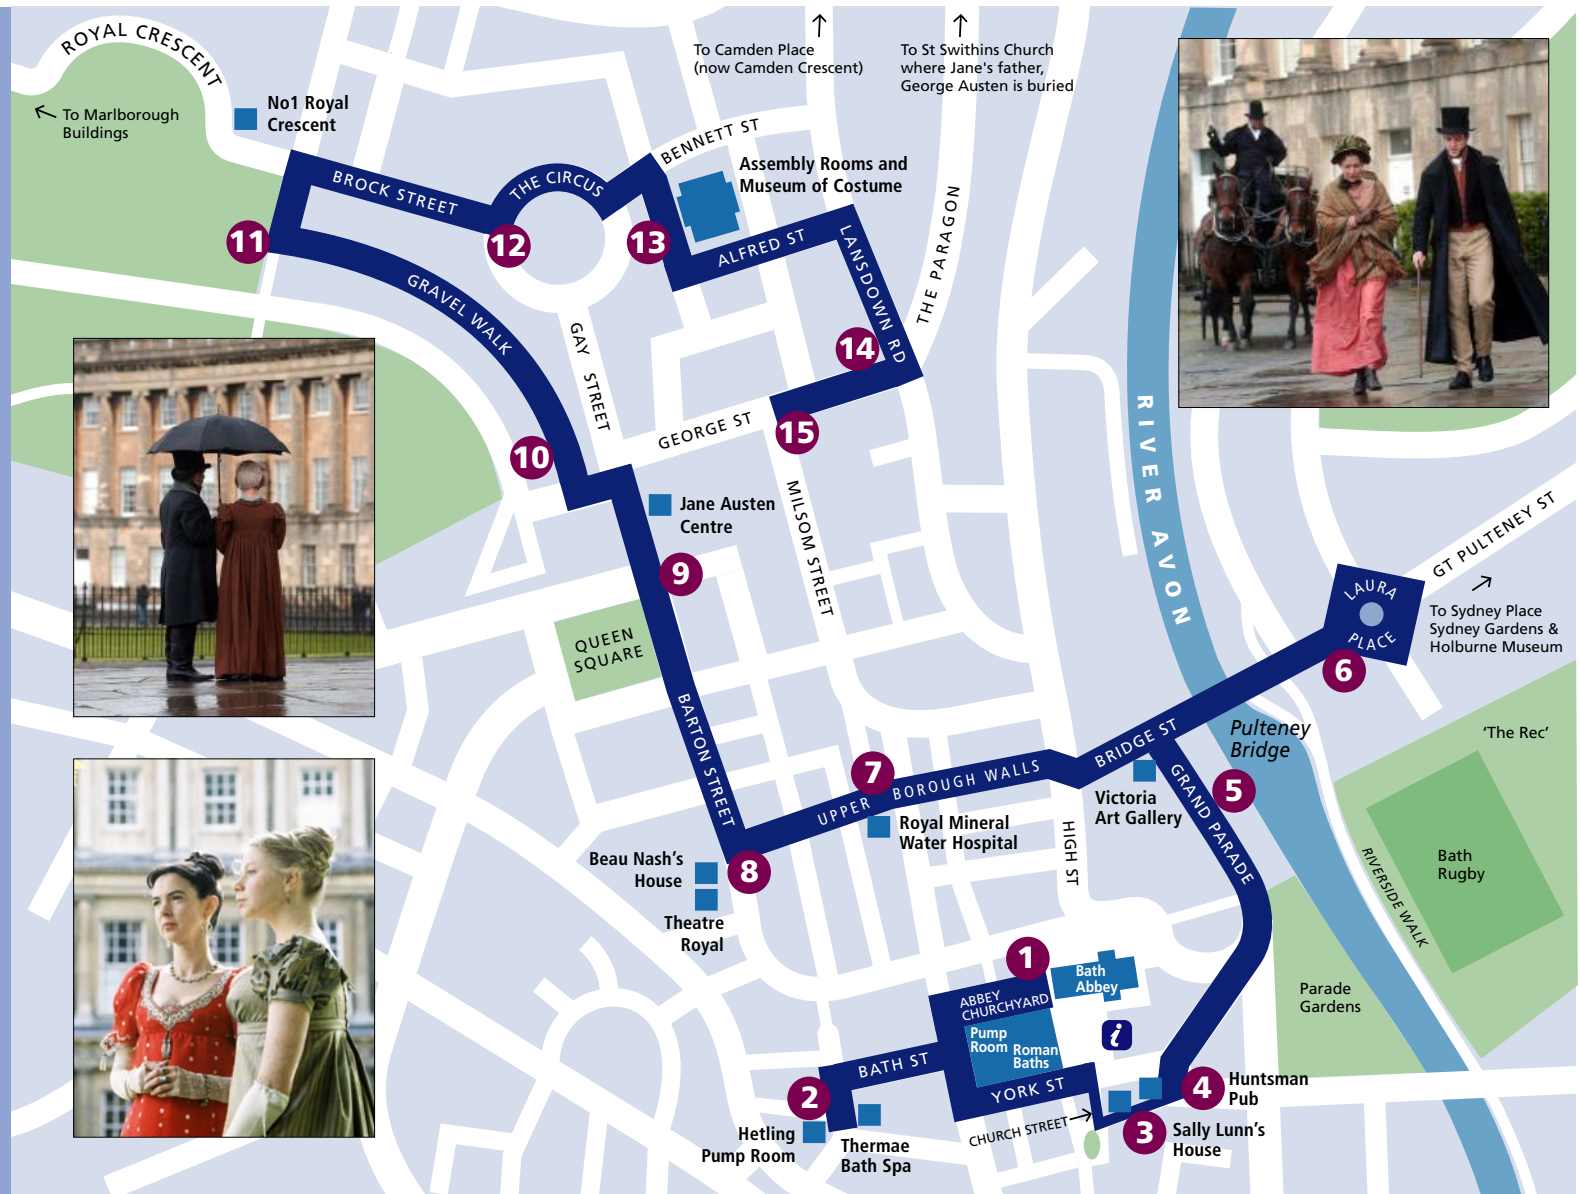 ROYAL CRESCENT
To Marlborough
Buildings
No1 Royal
Crescent
To Camden Place
(now Camden Crescent)
To St Swithins Church
where Jane's father,
George Austen is buried
BENNETT ST
Assembly Rooms and
Museum of Costume
BROCK STREET
THE CIRCUS
11
12
13
ALFRED ST
LANSDOWN RD
THE PARAGON
GRAVEL WALK
GAY STREET
14
GEORGE ST
15
10
RIVER AVON
Jane Austen
Centre
MILSOM STREET
9
GT PULTENEY ST
LAURA
PLACE
To Sydney Place
Sydney Gardens &
Holburne Museum
6
QUEEN
SQUARE
BARTON STREET
Pulteney
Bridge
'The Rec'
7
UPPER BOROUGH WALLS
BRIDGE ST
5
GRAND PARADE
Victoria
Art Gallery
Royal Mineral
Water Hospital
HIGH ST
Beau Nash's
House
8
Theatre
Royal
Bath
Rugby
RIVERSIDE WALK
1
Bath
Abbey
ABBEY
CHURCHYARD
Parade
Gardens
Pump
Room
Roman
Baths
i
BATH ST
YORK ST
2
4
Huntsman
Pub
CHURCH STREET
3
Sally Lunn's
House
Hetling
Pump Room
Thermae
Bath Spa